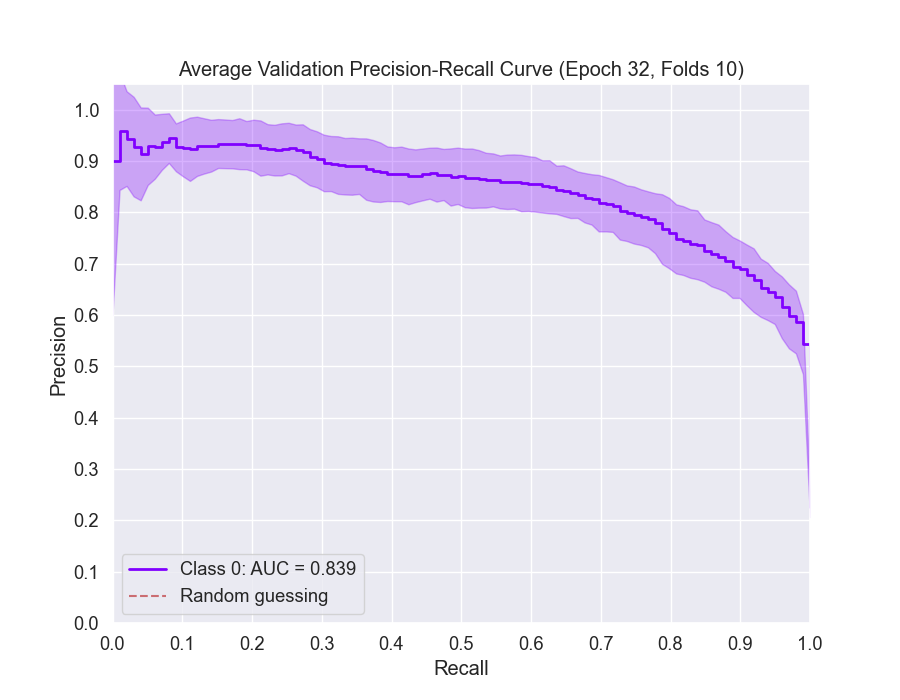 Average Validation Precision-Recall Curve (Epoch 32, Folds 10)
1.0
0.9
0.8
0.7
0.6
0.5
0.4
0.3
0.2
0.1
0.0
Precision
Class 0: AUC = 0.839
Random guessing
0.0 0.1 0.2 0.3 0.4 0.5 0.6 0.7 0.8 0.9 1.0
Recall